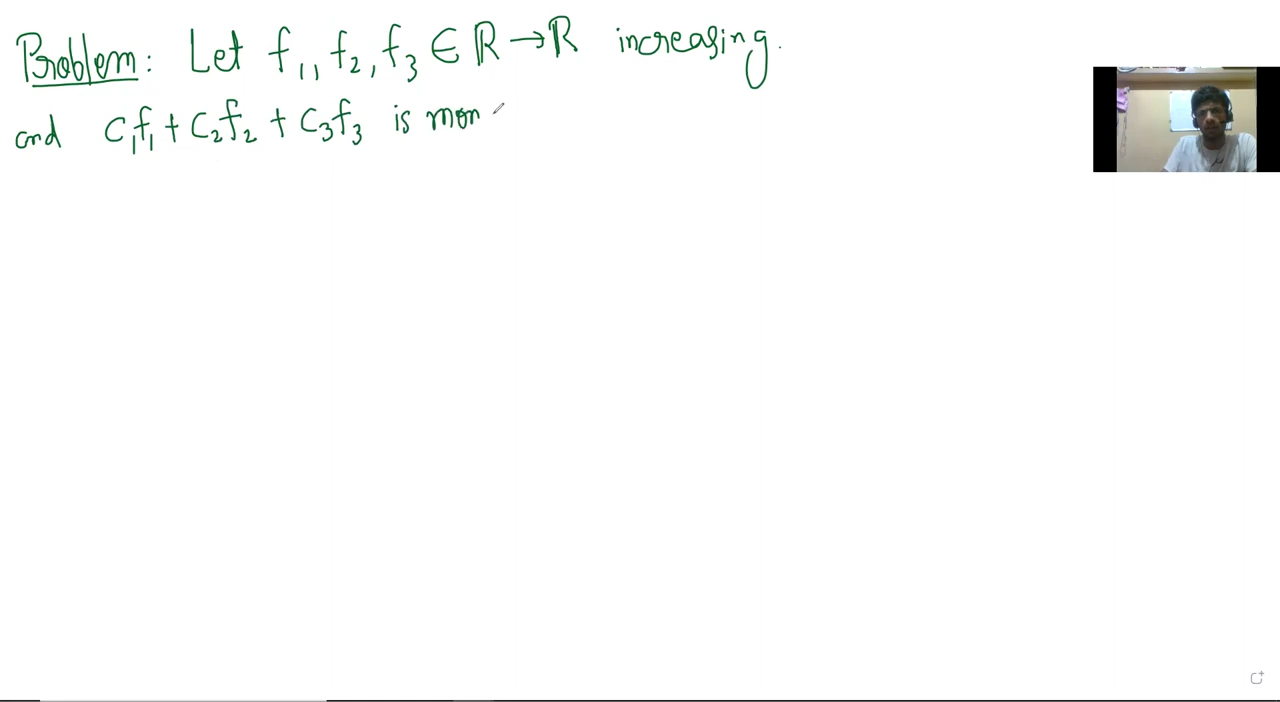 Problem: Let f₁, f₂, f₃ ∈ ℝ → ℝ increasing.
and c₁f₁ + c₂f₂ + c₃f₃ is mon